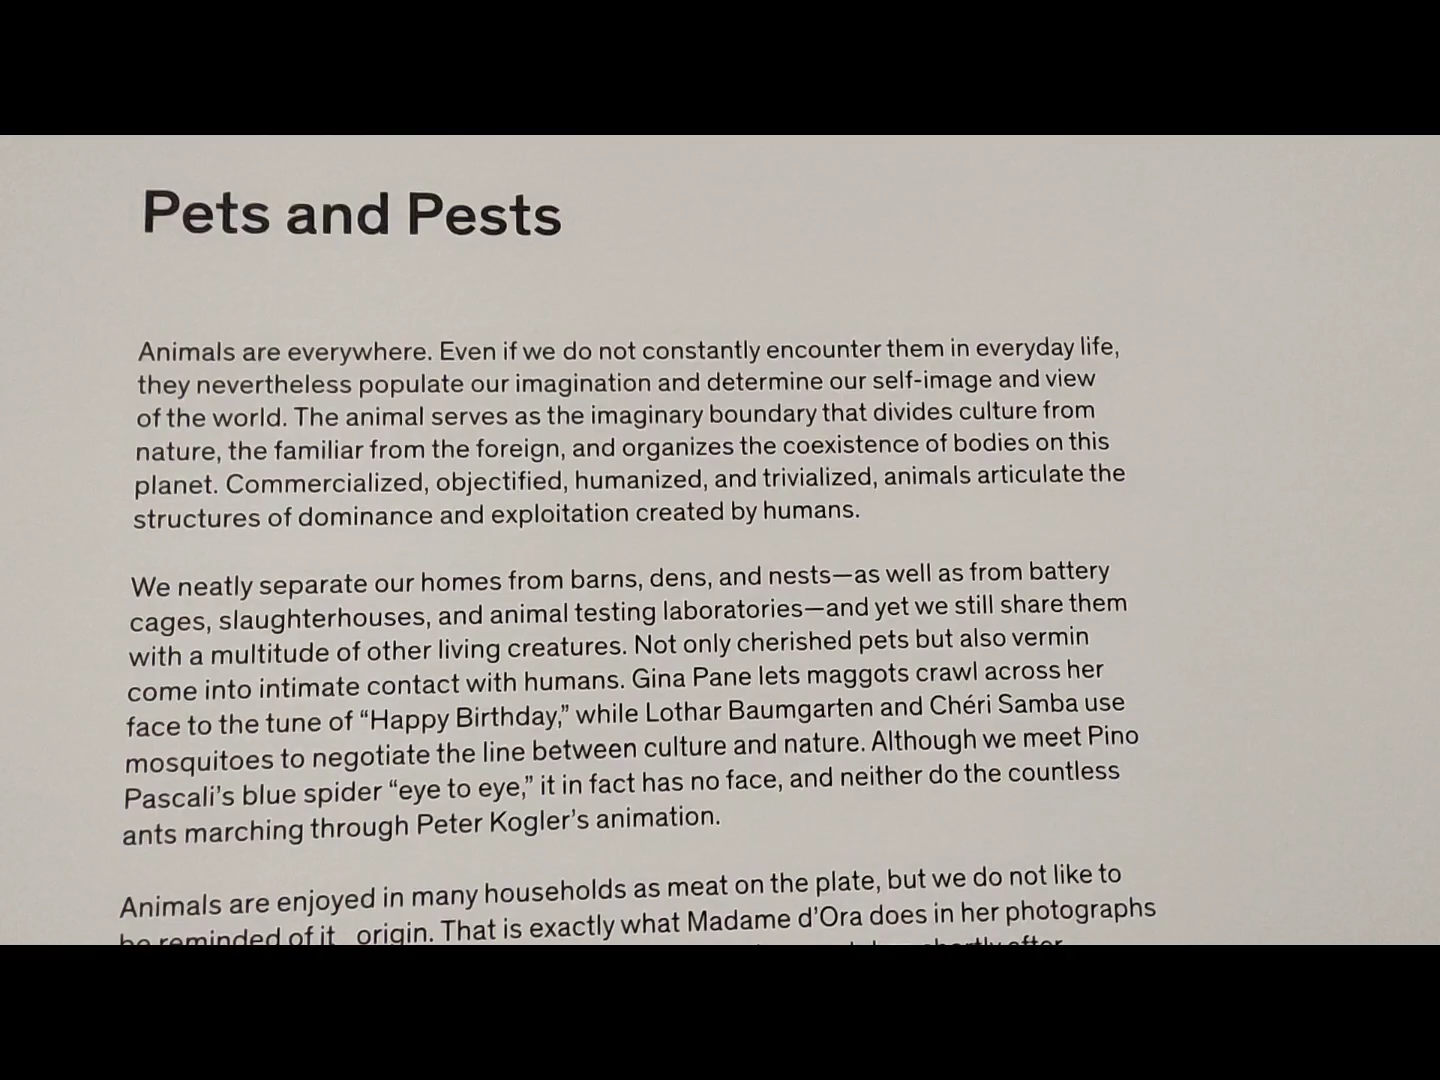 Pets and Pests
Animals are everywhere. Even if we do not constantly encounter them in everyday life,
they nevertheless populate our imagination and determine our self-image and view
of the world. The animal serves as the imaginary boundary that divides culture from
nature, the familiar from the foreign, and organizes the coexistence of bodies on this
planet. Commercialized, objectified, humanized, and trivialized, animals articulate the
structures of dominance and exploitation created by humans.
We neatly separate our homes from barns, dens, and nests—as well as from battery
cages, slaughterhouses, and animal testing laboratories—and yet we still share them
with a multitude of other living creatures. Not only cherished pets but also vermin
come into intimate contact with humans. Gina Pane lets maggots crawl across her
face to the tune of “Happy Birthday,” while Lothar Baumgarten and Chéri Samba use
mosquitoes to negotiate the line between culture and nature. Although we meet Pino
Pascali’s blue spider “eye to eye,” it in fact has no face, and neither do the countless
ants marching through Peter Kogler’s animation.
Animals are enjoyed in many households as meat on the plate, but we do not like to
be reminded of it origin. That is exactly what Madame d’Ora does in her photographs
shortly after